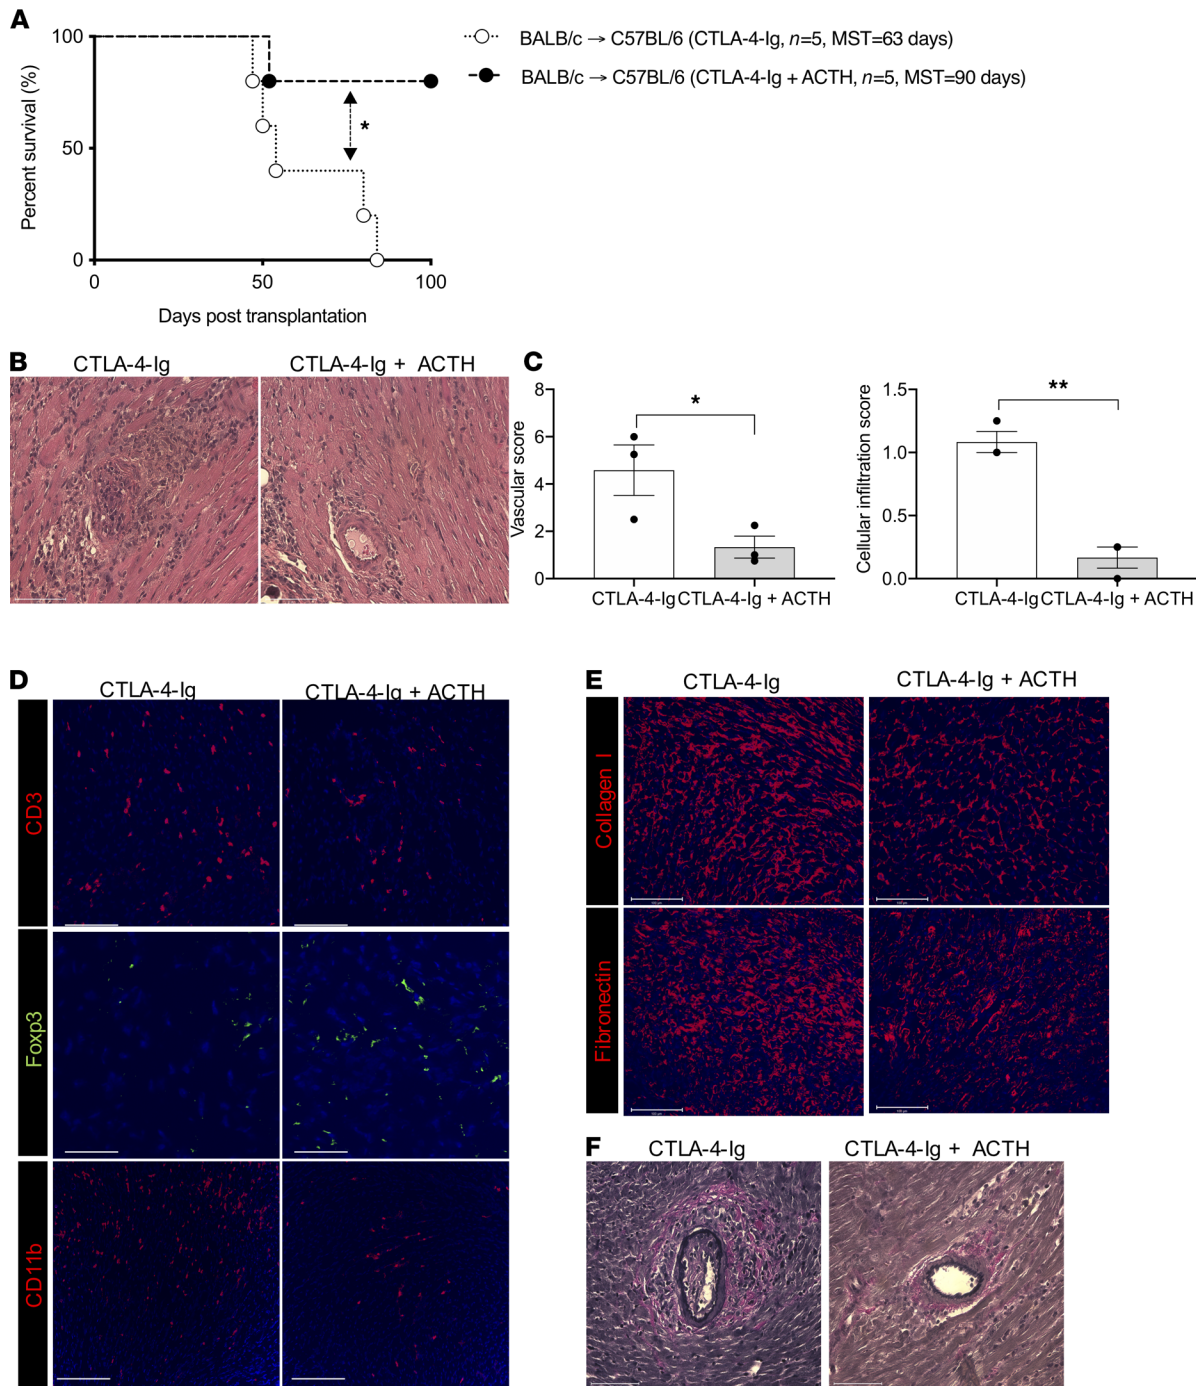 A
100
50
0
Percent survival (%)
0
50
100
Days post transplantation
*
BALB/c → C57BL/6 (CTLA-4-Ig, n=5, MST=63 days)
BALB/c → C57BL/6 (CTLA-4-Ig + ACTH, n=5, MST=90 days)
B
CTLA-4-Ig
CTLA-4-Ig + ACTH
C
8
6
4
2
0
Vascular score
*
CTLA-4-Ig
CTLA-4-Ig + ACTH
1.5
1.0
0.5
0.0
Cellular infiltration score
**
CTLA-4-Ig
CTLA-4-Ig + ACTH
D
CTLA-4-Ig
CTLA-4-Ig + ACTH
CD3
Foxp3
CD11b
E
CTLA-4-Ig
CTLA-4-Ig + ACTH
Collagen I
Fibronectin
F
CTLA-4-Ig
CTLA-4-Ig + ACTH